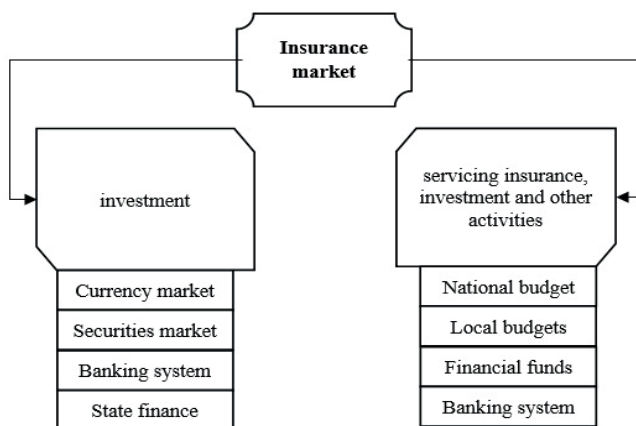 Insurance
market
investment
Currency market
Securities market
Banking system
State finance
servicing insurance,
investment and other
activities
National budget
Local budgets
Financial funds
Banking system